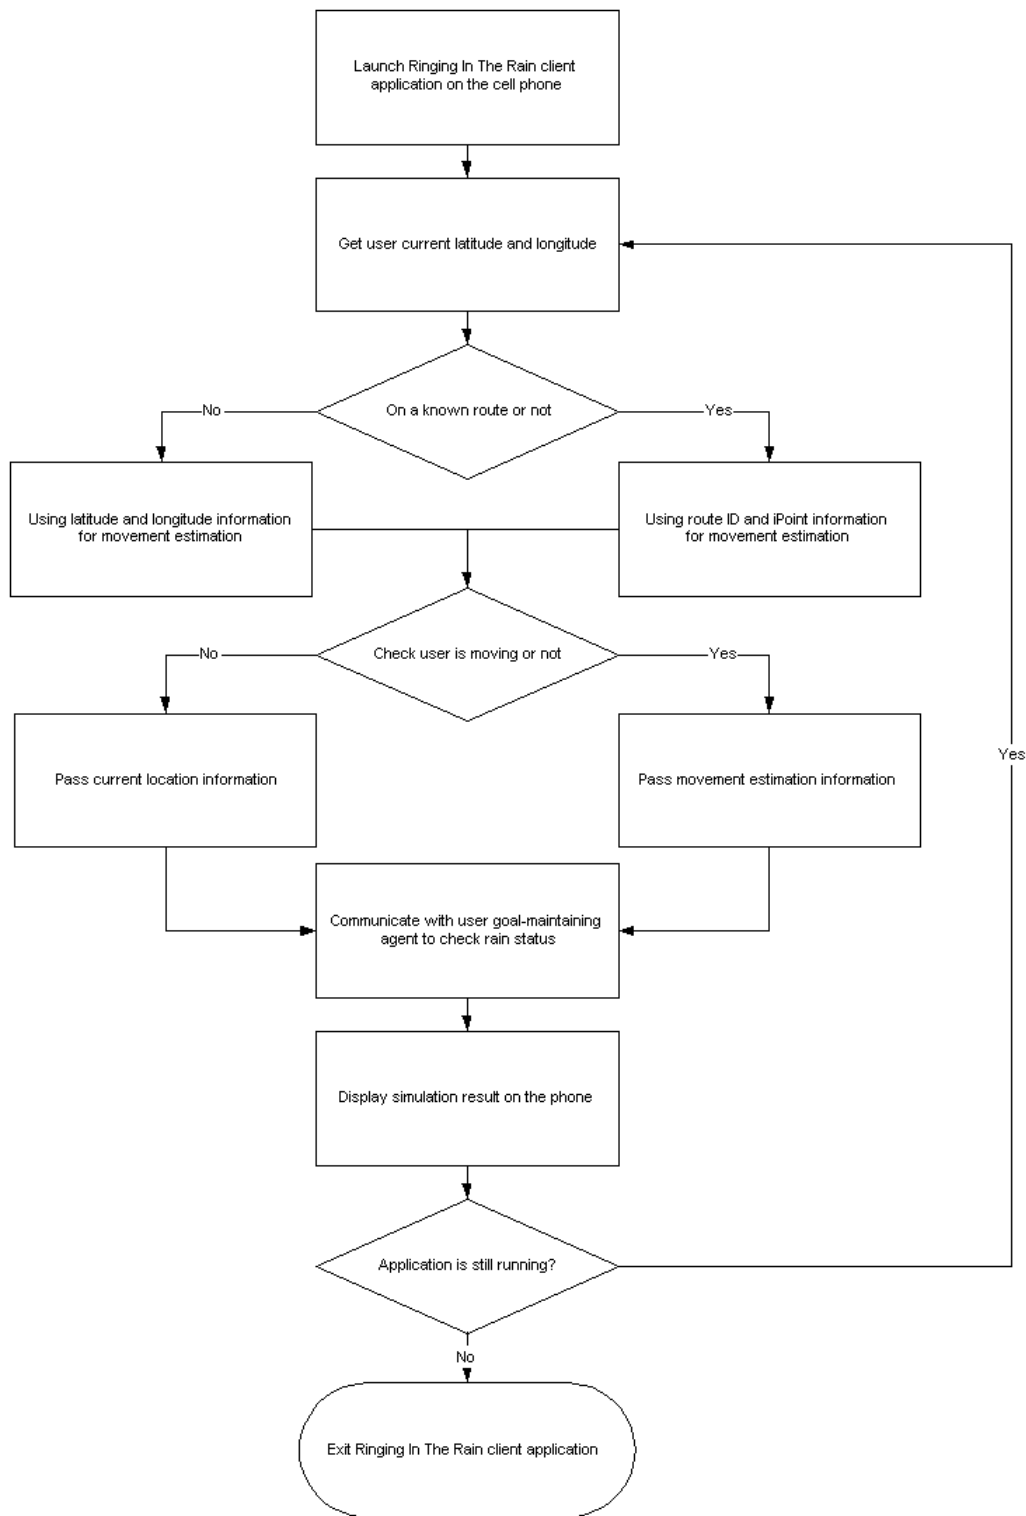 Launch Ringing In The Rain client
application on the cell phone
Get user current latitude and longitude
On a known route or not
No
Yes
Using latitude and longitude information
for movement estimation
Using route ID and iPoint information
for movement estimation
Check user is moving or not
No
Yes
Pass current location information
Pass movement estimation information
Yes
Communicate with user goal-maintaining
agent to check rain status
Display simulation result on the phone
Application is still running?
No
Exit Ringing In The Rain client application